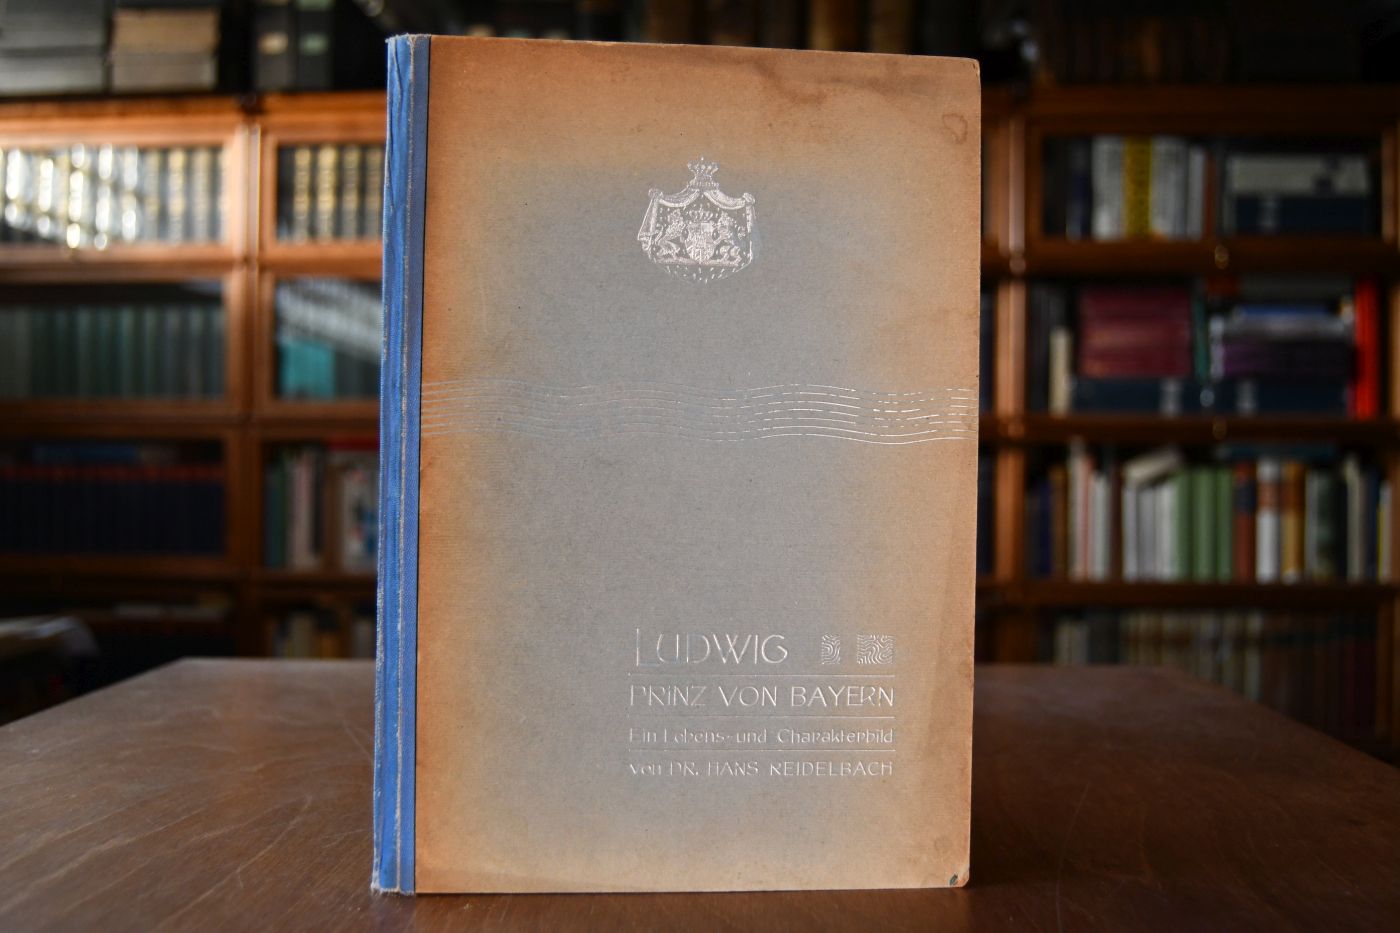 LUDWIG
PRINZ VON BAYERN
Ein Lebens- und Charakterbild
von DR. HANS REIDELBACH